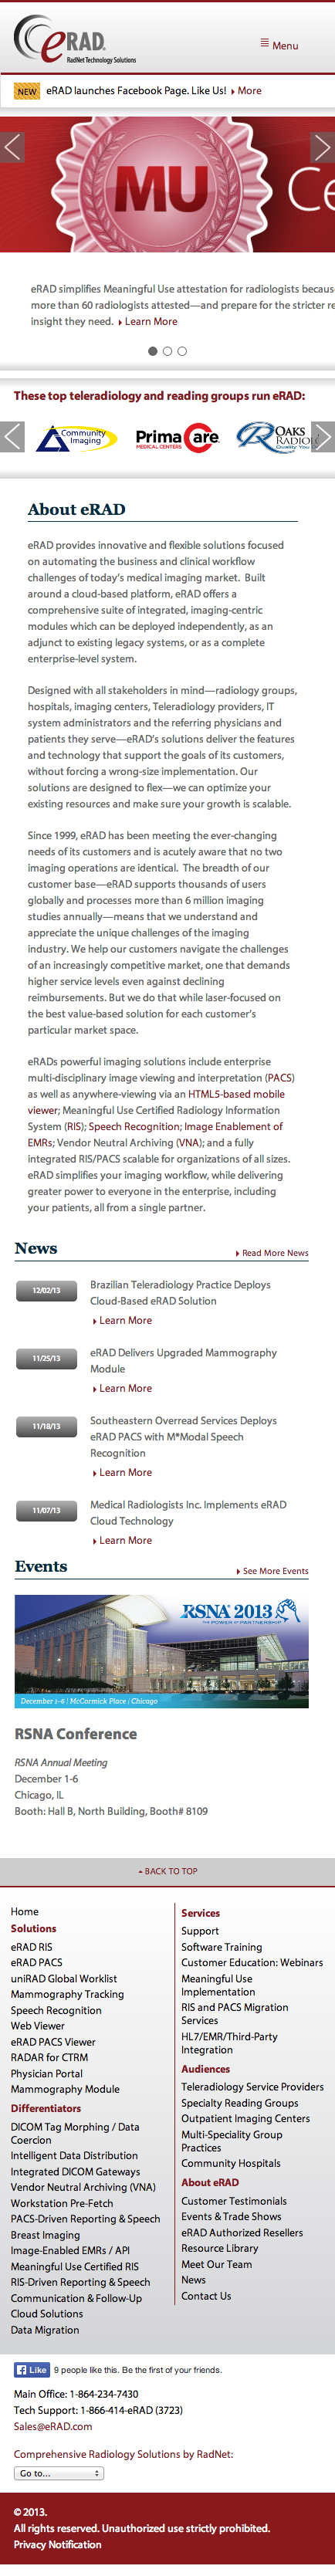 eRAD.
RadNet Technology Solutions
Menu
NEW eRAD launches Facebook Page. Like Us! More
MU
Ce
eRAD simplifies Meaningful Use attestation for radiologists becaus
more than 60 radiologists attested—and prepare for the stricter re
insight they need. Learn More
These top teleradiology and reading groups run eRAD:
Community Imaging
PrimaCare
MEDICAL CENTERS
OAKS
RADIOL
Quality You
About eRAD
eRAD provides innovative and flexible solutions focused
on automating the business and clinical workflow
challenges of today's medical imaging market. Built
around a cloud-based platform, eRAD offers a
comprehensive suite of integrated, imaging-centric
modules which can be deployed independently, as an
adjunct to existing legacy systems, or as a complete
enterprise-level system.
Designed with all stakeholders in mind—radiology groups,
hospitals, imaging centers, Teleradiology providers, IT
system administrators and the referring physicians and
patients they serve—eRAD's solutions deliver the features
and technology that support the goals of its customers,
without forcing a wrong-size implementation. Our
solutions are designed to flex—we can optimize your
existing resources and make sure your growth is scalable.
Since 1999, eRAD has been meeting the ever-changing
needs of its customers and is acutely aware that no two
imaging operations are identical. The breadth of our
customer base—eRAD supports thousands of users
globally and processes more than 6 million imaging
studies annually—means that we understand and
appreciate the unique challenges of the imaging
industry. We help our customers navigate the challenges
of an increasingly competitive market, one that demands
higher service levels even against declining
reimbursements. But we do that while laser-focused on
the best value-based solution for each customer's
particular market space.
eRADs powerful imaging solutions include enterprise
multi-disciplinary image viewing and interpretation (PACS)
as well as anywhere-viewing via an HTML5-based mobile
viewer; Meaningful Use Certified Radiology Information
System (RIS); Speech Recognition; Image Enablement of
EMRs; Vendor Neutral Archiving (VNA); and a fully
integrated RIS/PACS scalable for organizations of all sizes.
eRAD simplifies your imaging workflow, while delivering
greater power to everyone in the enterprise, including
your patients, all from a single partner.
News
Read More News
12/02/13
Brazilian Teleradiology Practice Deploys
Cloud-Based eRAD Solution
Learn More
11/25/13
eRAD Delivers Upgraded Mammography
Module
Learn More
11/18/13
Southeastern Overread Services Deploys
eRAD PACS with M*Modal Speech
Recognition
Learn More
11/07/13
Medical Radiologists Inc. Implements eRAD
Cloud Technology
Learn More
Events
See More Events
RSNA 2013
THE POWER OF PARTNERSHIP
December 1-6 | McCormick Place | Chicago
RSNA Conference
RSNA Annual Meeting
December 1-6
Chicago, IL
Booth: Hall B, North Building, Booth# 8109
BACK TO TOP
Home
Solutions
eRAD RIS
eRAD PACS
uniRAD Global Worklist
Mammography Tracking
Speech Recognition
Web Viewer
eRAD PACS Viewer
RADAR for CTRM
Physician Portal
Mammography Module
Differentiators
DICOM Tag Morphing / Data
Coercion
Intelligent Data Distribution
Integrated DICOM Gateways
Vendor Neutral Archiving (VNA)
Workstation Pre-Fetch
PACS-Driven Reporting & Speech
Breast Imaging
Image-Enabled EMRs / API
Meaningful Use Certified RIS
RIS-Driven Reporting & Speech
Communication & Follow-Up
Cloud Solutions
Data Migration
Services
Support
Software Training
Customer Education: Webinars
Meaningful Use
Implementation
RIS and PACS Migration
Services
HL7/EMR/Third-Party
Integration
Audiences
Teleradiology Service Providers
Specialty Reading Groups
Outpatient Imaging Centers
Multi-Speciality Group
Practices
Community Hospitals
About eRAD
Customer Testimonials
Events & Trade Shows
eRAD Authorized Resellers
Resource Library
Meet Our Team
News
Contact Us
Like 9 people like this. Be the first of your friends.
Main Office: 1-864-234-7430
Tech Support: 1-866-414-eRAD (3723)
Sales@eRAD.com
Comprehensive Radiology Solutions by RadNet:
Go to...
© 2013.
All rights reserved. Unauthorized use strictly prohibited.
Privacy Notification